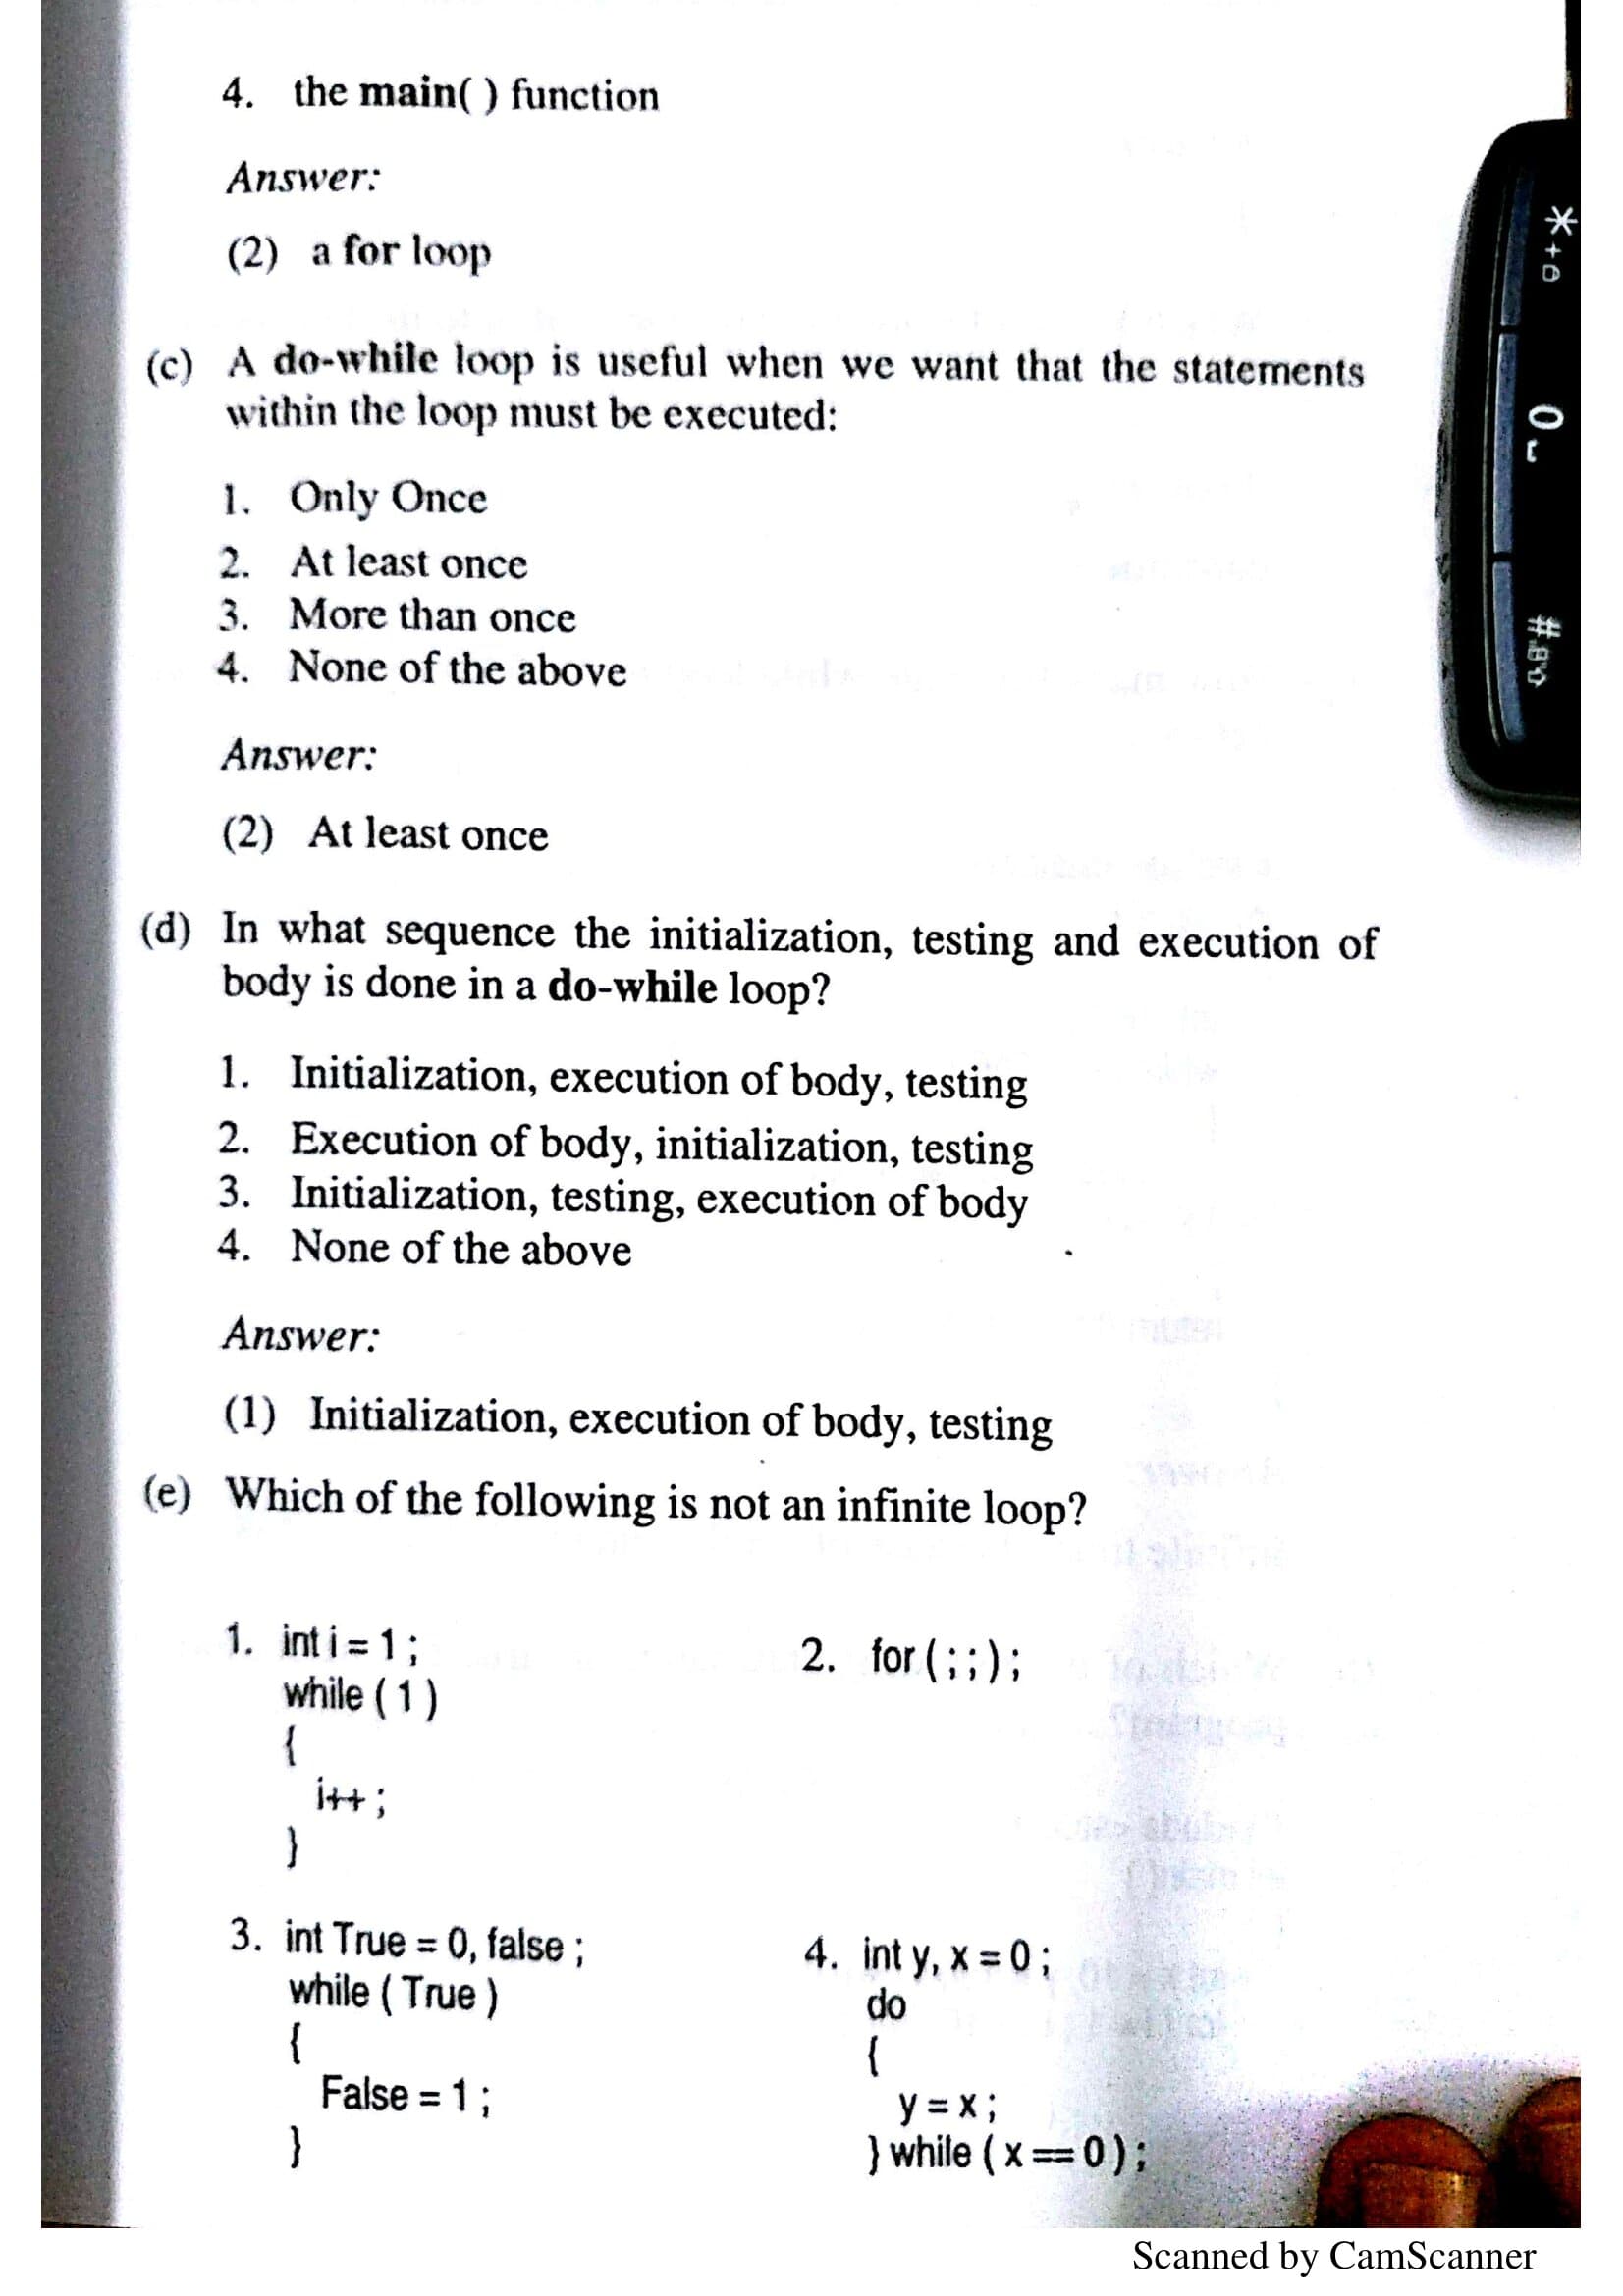 4. the main( ) function
Answer:
(2) a for loop
(c) A do-while loop is useful when we want that the statements
within the loop must be executed:
1. Only Once
2. At least once
3. More than once
4. None of the above
Answer:
(2) At least once
(d) In what sequence the initialization, testing and execution of
body is done in a do-while loop?
1. Initialization, execution of body, testing
2. Execution of body, initialization, testing
3. Initialization, testing, execution of body
4. None of the above
Answer:
(1) Initialization, execution of body, testing
(e) Which of the following is not an infinite loop?
1. int i = 1 ;
while ( 1 )
{
i++ ;
}
2. for ( ; ; ) ;
3. int True = 0, false ;
while ( True )
{
False = 1 ;
}
4. int y, x = 0 ;
do
{
y = x ;
} while ( x == 0 ) ;
* +
0
#
Scanned by CamScanner